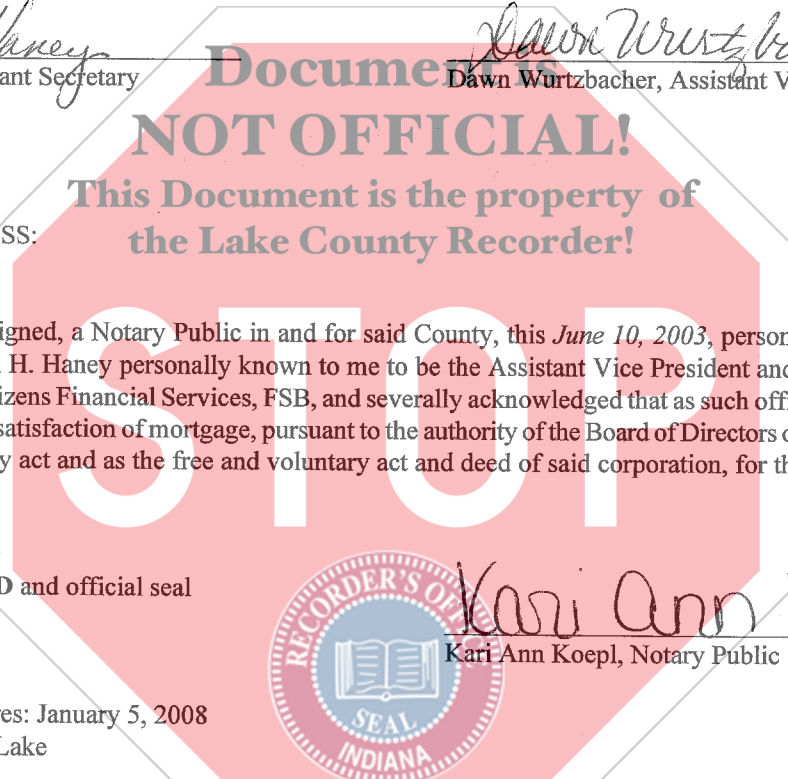 Haney Dawn Wurtzba
ant Secretary Dawn Wurtzbacher, Assistant V
Document is
NOT OFFICIAL!
This Document is the property of
the Lake County Recorder!
SS:
STOP
igned, a Notary Public in and for said County, this June 10, 2003, person
H. Haney personally known to me to be the Assistant Vice President and
izens Financial Services, FSB, and severally acknowledged that as such offi
satisfaction of mortgage, pursuant to the authority of the Board of Directors o
y act and as the free and voluntary act and deed of said corporation, for th
D and official seal
Kari Ann
Kari Ann Koepl, Notary Public
RECORDER'S OFFICE
SEAL
INDIANA
es: January 5, 2008
Lake